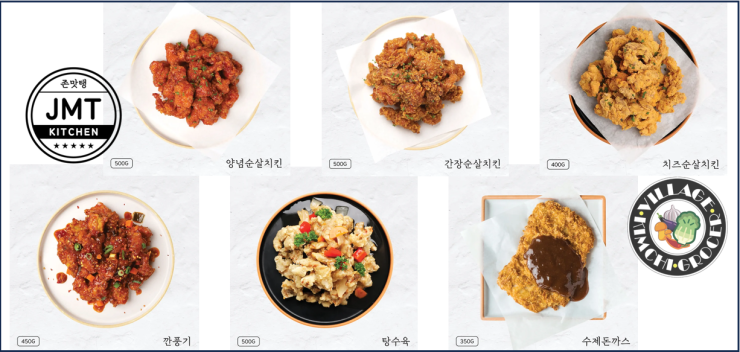 존맛탱
JMT
KITCHEN
500G
양념순살치킨
500G
간장순살치킨
400G
치즈순살치킨
450G
깐풍기
500G
탕수육
350G
수제돈까스
VILLAGE
KIMCHI·GROCER